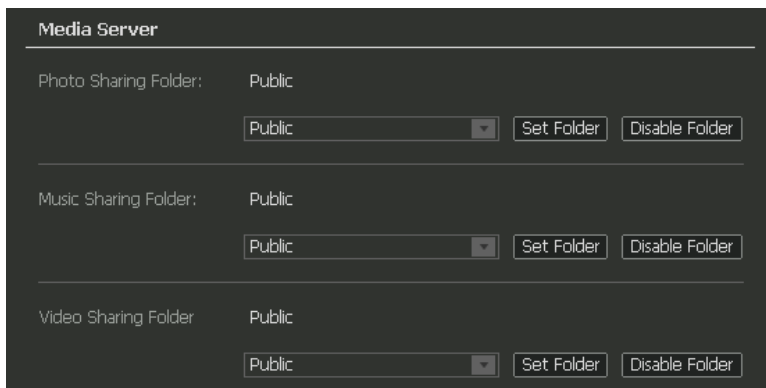 Media Server
Photo Sharing Folder: Public
Public Set Folder Disable Folder
Music Sharing Folder: Public
Public Set Folder Disable Folder
Video Sharing Folder Public
Public Set Folder Disable Folder